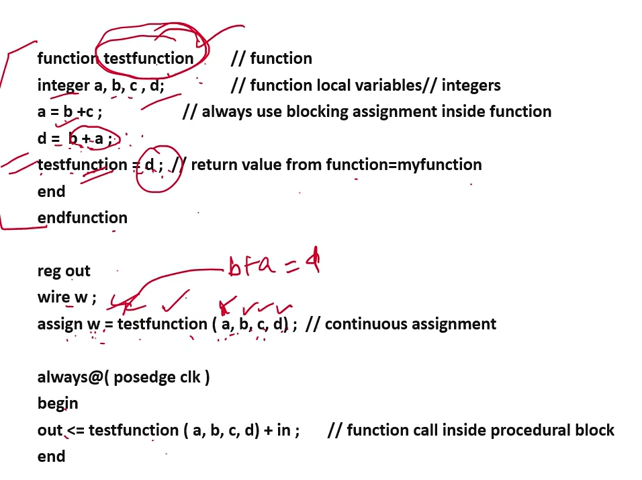 function testfunction // function
integer a, b, c , d; // function local variables// integers
a = b +c ; // always use blocking assignment inside function
d = b + a ;
testfunction = d ; // return value from function=myfunction
end
endfunction
reg out
b+a = d
wire w ;
assign w = testfunction ( a, b, c, d) ; // continuous assignment
always@( posedge clk )
begin
out <= testfunction ( a, b, c, d) + in ; // function call inside procedural block
end